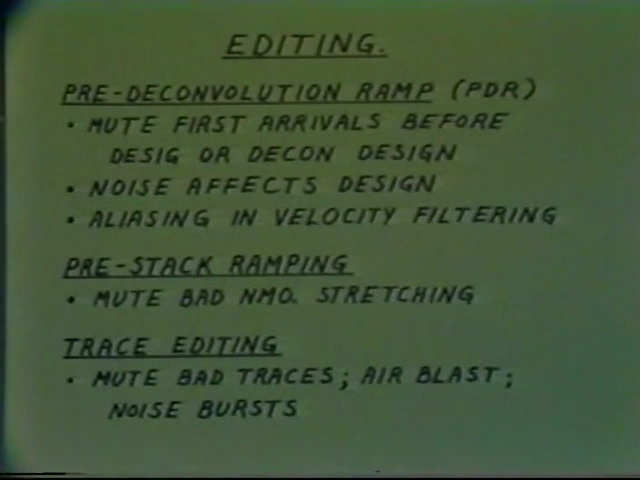 EDITING.
PRE-DECONVOLUTION RAMP (PDR)
• MUTE FIRST ARRIVALS BEFORE
DESIG OR DECON DESIGN
• NOISE AFFECTS DESIGN
• ALIASING IN VELOCITY FILTERING
PRE-STACK RAMPING
• MUTE BAD NMO. STRETCHING
TRACE EDITING
• MUTE BAD TRACES; AIR BLAST;
NOISE BURSTS